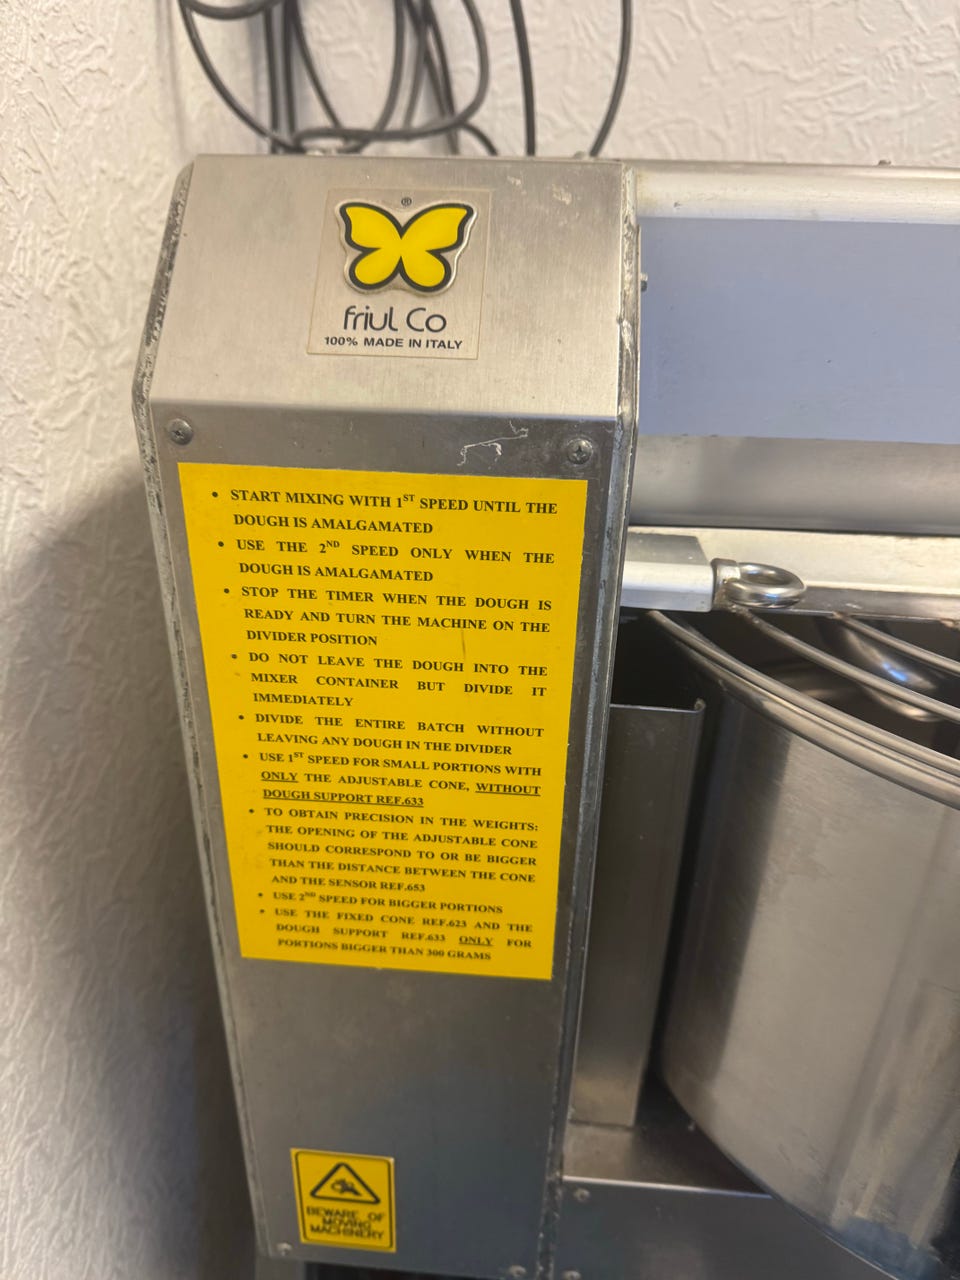 ®
friul Co
100% MADE IN ITALY
• START MIXING WITH 1ST SPEED UNTIL THE
DOUGH IS AMALGAMATED
• USE THE 2ND SPEED ONLY WHEN THE
DOUGH IS AMALGAMATED
• STOP THE TIMER WHEN THE DOUGH IS
READY AND TURN THE MACHINE ON THE
DIVIDER POSITION
• DO NOT LEAVE THE DOUGH INTO THE
MIXER CONTAINER BUT DIVIDE IT
IMMEDIATELY
• DIVIDE THE ENTIRE BATCH WITHOUT
LEAVING ANY DOUGH IN THE DIVIDER
• USE 1ST SPEED FOR SMALL PORTIONS WITH
ONLY THE ADJUSTABLE CONE, WITHOUT
DOUGH SUPPORT REF.633
• TO OBTAIN PRECISION IN THE WEIGHTS:
THE OPENING OF THE ADJUSTABLE CONE
SHOULD CORRESPOND TO OR BE BIGGER
THAN THE DISTANCE BETWEEN THE CONE
AND THE SENSOR REF.653
• USE 2ND SPEED FOR BIGGER PORTIONS
• USE THE FIXED CONE REF.623 AND THE
DOUGH SUPPORT REF.633 ONLY FOR
PORTIONS BIGGER THAN 300 GRAMS
BEWARE OF
MOVING
MACHINERY